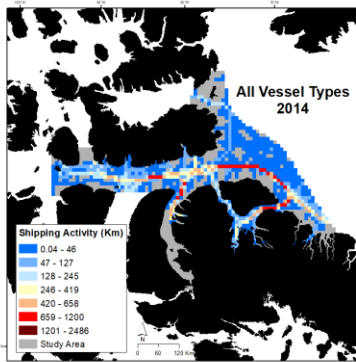 All Vessel Types
2014
Shipping Activity (Km)
0.04 - 46
47 - 127
128 - 245
246 - 419
420 - 658
659 - 1200
1201 - 2486
Study Area
N
0 30 60 120 Km